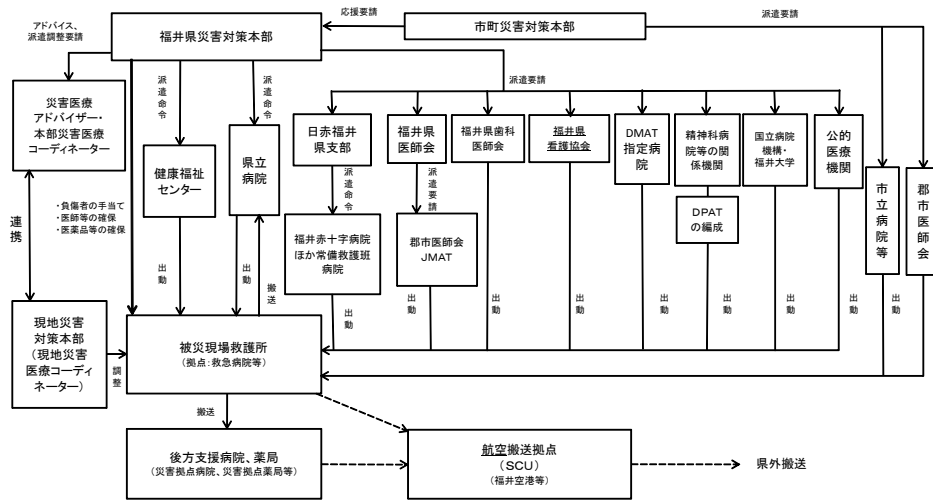 アドバイス、
派遣調整要請
福井県災害対策本部
応援要請
市町災害対策本部
派遣要請
派遣命令
派遣命令
派遣要請
災害医療
アドバイザー・
本部災害医療
コーディネーター
健康福祉
センター
県立
病院
日赤福井
県支部
福井県
医師会
福井県歯科
医師会
福井県
看護協会
DMAT
指定病
院
精神科病
院等の関
係機関
国立病院
機構・
福井大学
公的
医療
機関
市立病院等
郡市医師会
派遣命令
派遣要請
DPAT
の編成
連携
・負傷者の手当て
・医師等の確保
・医薬品等の確保
福井赤十字病院
ほか常備救護班
病院
郡市医師会
JMAT
出動
出動
搬送
出動
出動
出動
出動
出動
出動
出動
出動
出動
出動
現地災害
対策本部
（現地災害
医療コーディ
ネーター）
調整
被災現場救護所
（拠点：救急病院等）
搬送
後方支援病院、薬局
（災害拠点病院、災害拠点薬局等）
航空搬送拠点
（SCU）
（福井空港等）
県外搬送